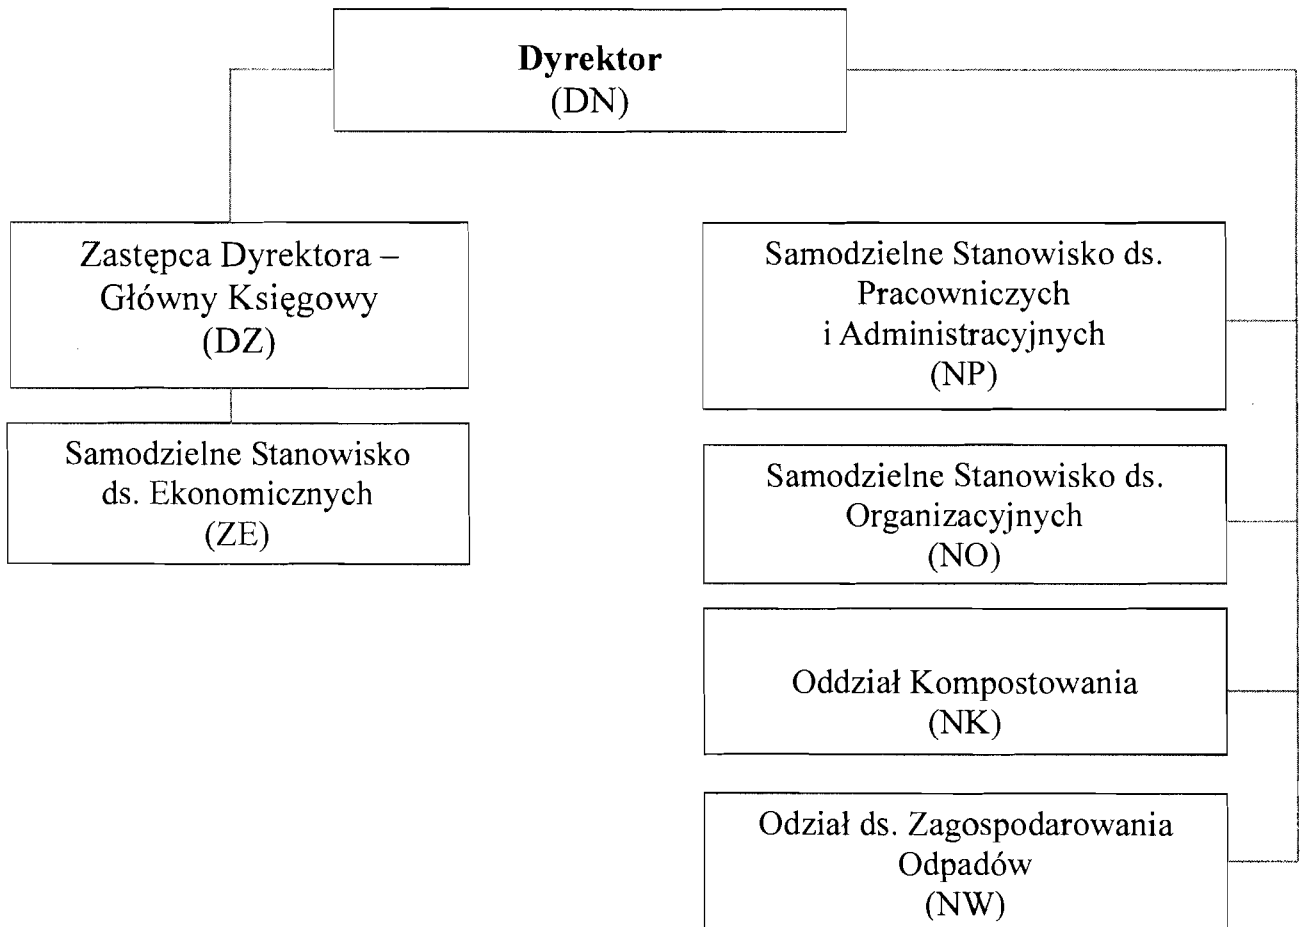 Dyrektor
(DN)
Zastępca Dyrektora –
Główny Księgowy
(DZ)
Samodzielne Stanowisko
ds. Ekonomicznych
(ZE)
Samodzielne Stanowisko ds.
Pracowniczych
i Administracyjnych
(NP)
Samodzielne Stanowisko ds.
Organizacyjnych
(NO)
Oddział Kompostowania
(NK)
Odział ds. Zagospodarowania
Odpadów
(NW)